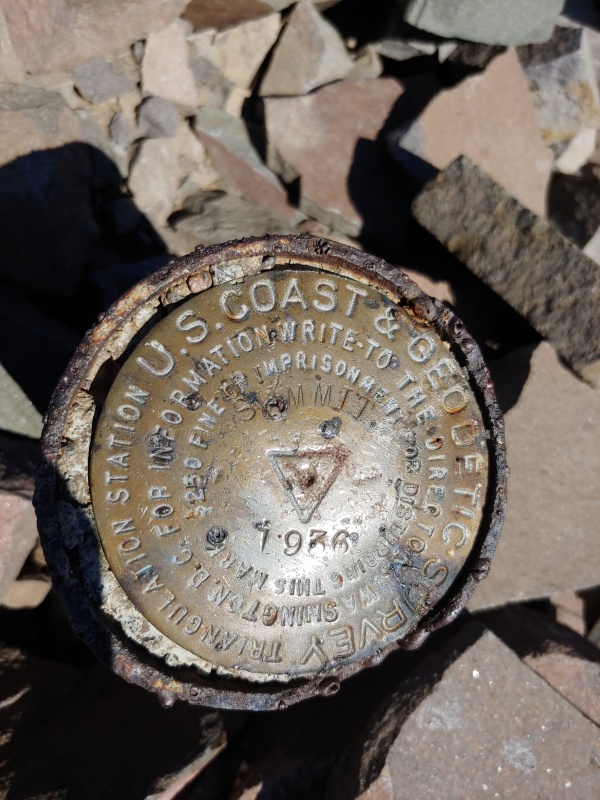 U.S. COAST & GEODETIC SURVEY
TRIANGULATION STATION
FOR INFORMATION WRITE TO THE DIRECTOR
WASHINGTON, D.C.
$250 FINE OR IMPRISONMENT FOR DISTURBING THIS MARK
SUMMIT
1936